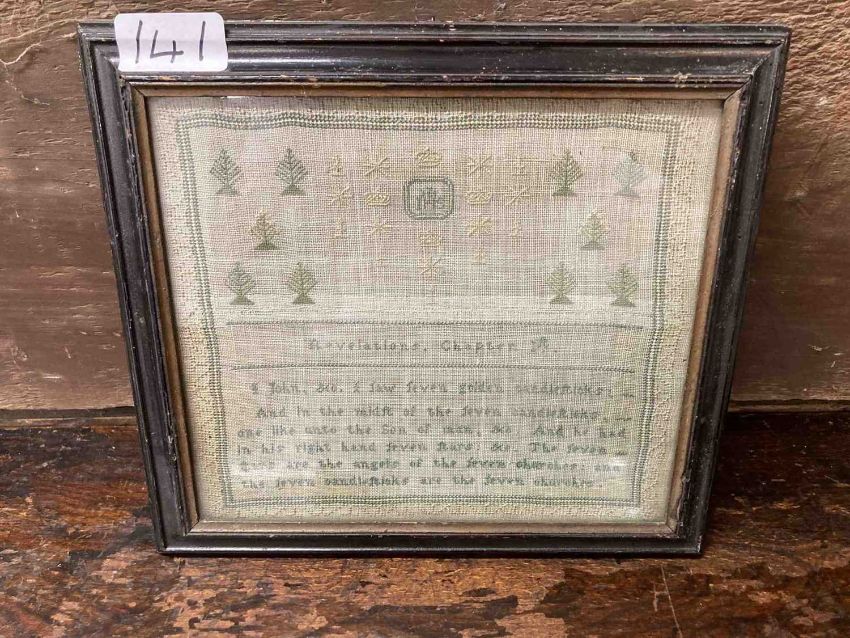 141
Revelations. Chapter
I John, &c. I ſaw ſeven golden candleſticks;
And in the midſt of the ſeven candleſticks
one like unto the Son of man, &c. And he had
in his right hand ſeven ſtars: &c. The ſeven
ſtars are the angels of the ſeven churches: and
the ſeven candleſticks are the ſeven churches.